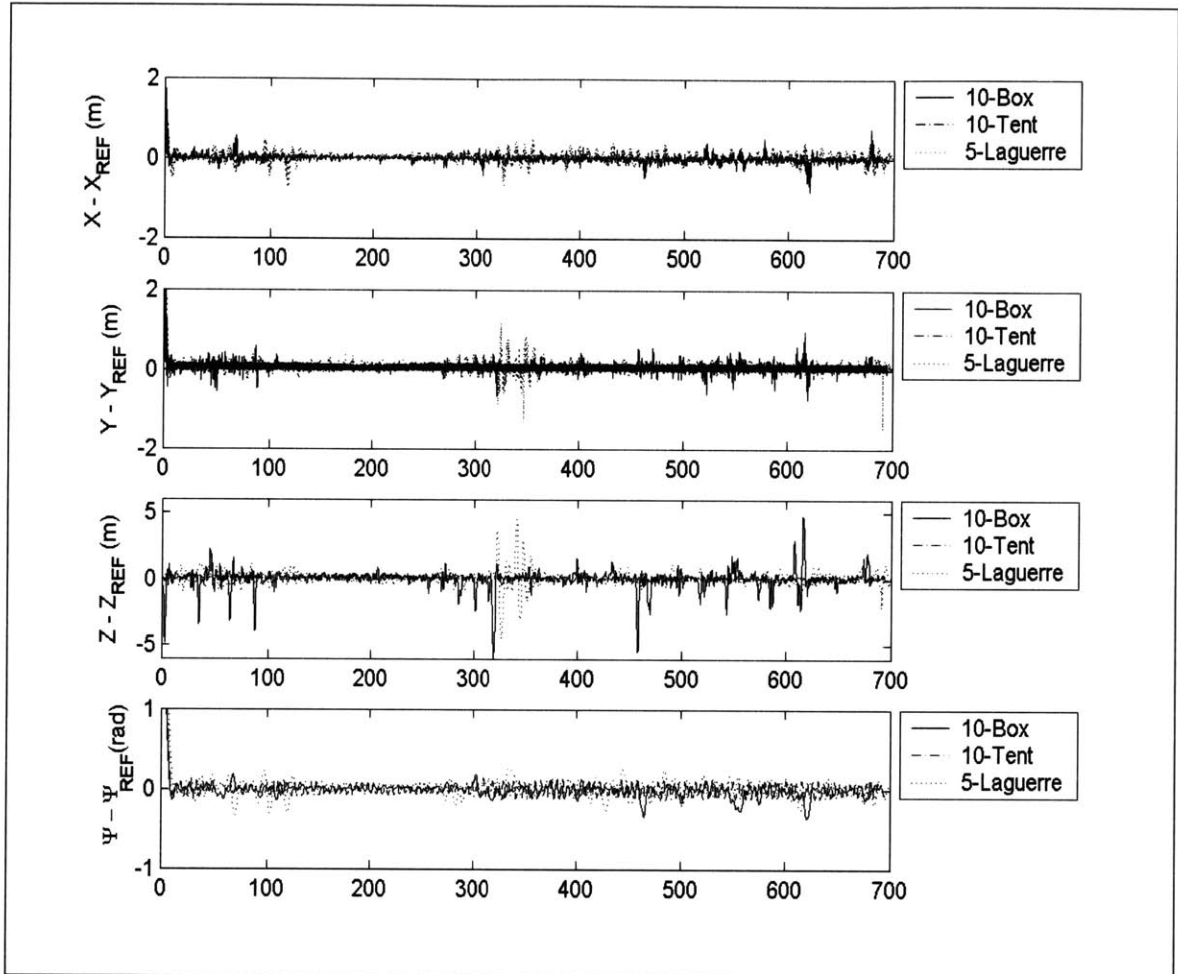 2
0
-2
X - X_REF (m)
0 100 200 300 400 500 600 700
10-Box
10-Tent
5-Laguerre
2
0
-2
Y - Y_REF (m)
0 100 200 300 400 500 600 700
10-Box
10-Tent
5-Laguerre
5
0
-5
Z - Z_REF (m)
0 100 200 300 400 500 600 700
10-Box
10-Tent
5-Laguerre
1
0
-1
Ψ - Ψ_REF (rad)
0 100 200 300 400 500 600 700
10-Box
10-Tent
5-Laguerre